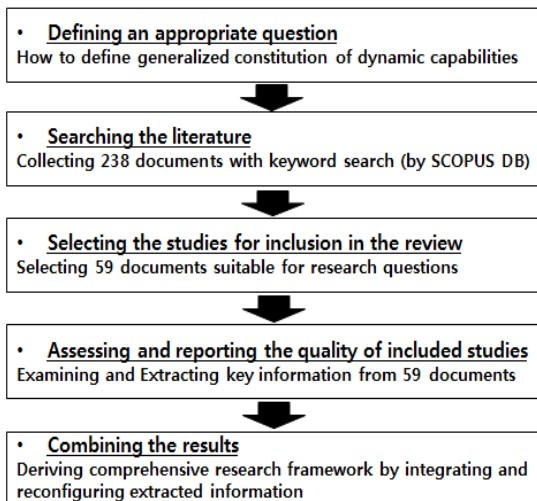 • Defining an appropriate question
How to define generalized constitution of dynamic capabilities
• Searching the literature
Collecting 238 documents with keyword search (by SCOPUS DB)
• Selecting the studies for inclusion in the review
Selecting 59 documents suitable for research questions
• Assessing and reporting the quality of included studies
Examining and Extracting key information from 59 documents
• Combining the results
Deriving comprehensive research framework by integrating and
reconfiguring extracted information